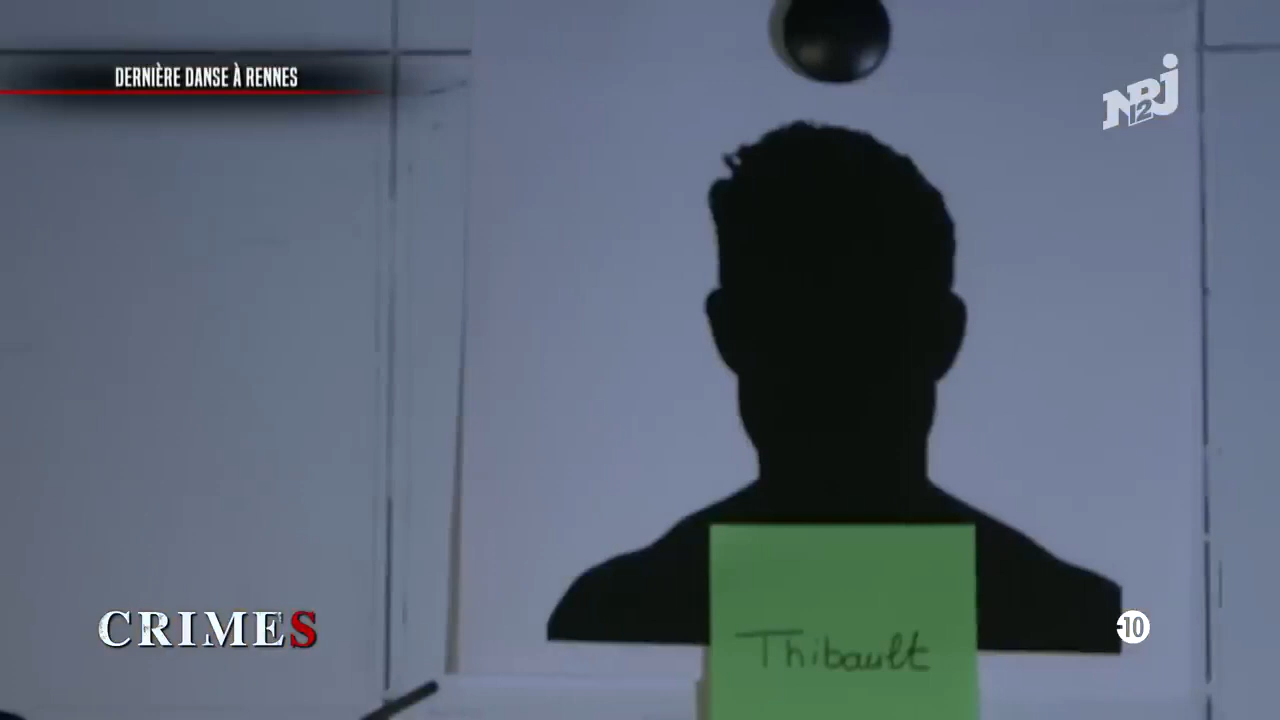 DERNIÈRE DANSE À RENNES
NRJ
12
CRIMES
-10
Thibault